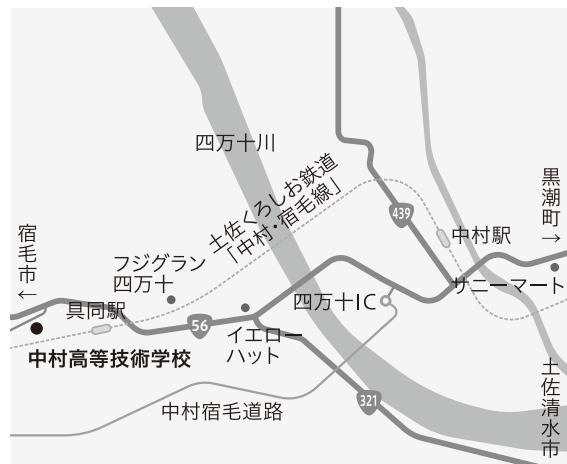 四万十川
土佐くろしお鉄道
「中村・宿毛線」
439
中村駅
黒潮町→
宿毛市←
フジグラン
四万十
具同駅
サニーマート
四万十IC
56
イエロー
ハット
中村高等技術学校
321
中村宿毛道路
土佐清水市